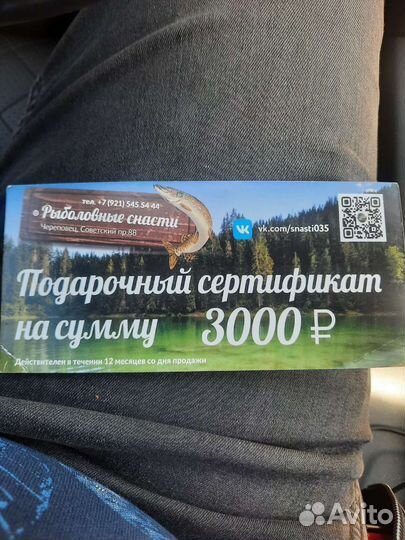 тел. +7 (921) 545 54 44
Рыболовные снасти
Череповец, Советский пр.88
vk.com/snasti035
Подарочный сертификат
на сумму 3000 ₽
Действителен в течении 12 месяцев со дня продажи
Avito